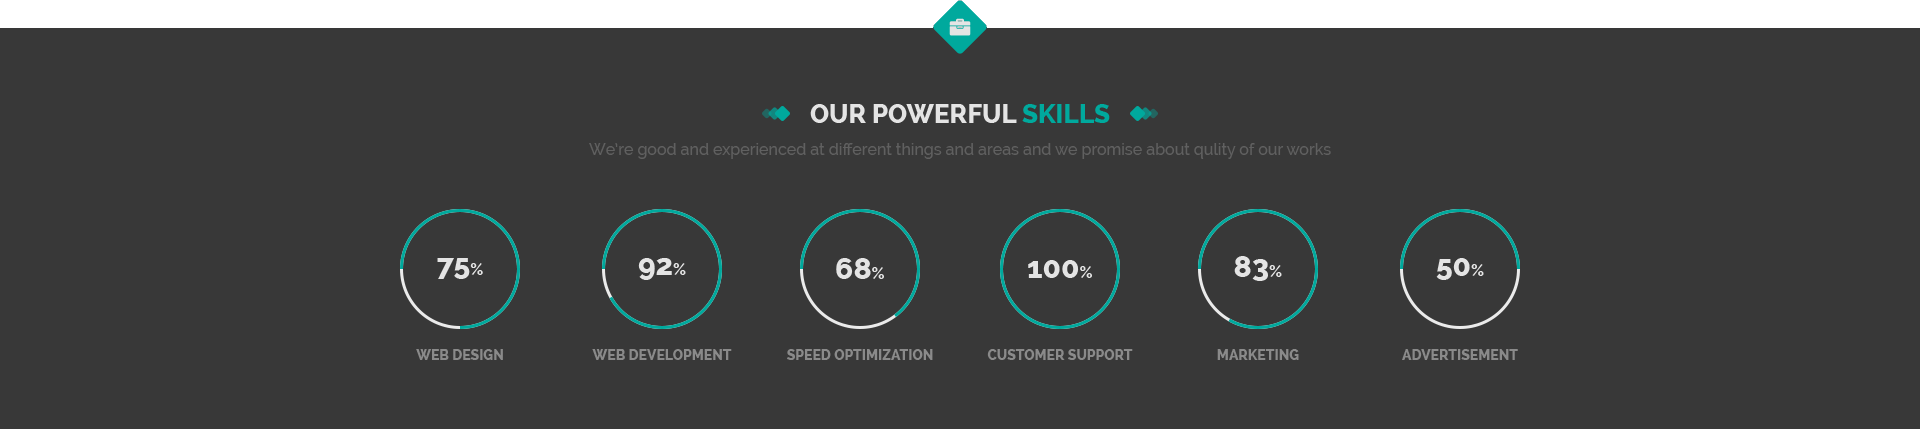 OUR POWERFUL SKILLS
We're good and experienced at different things and areas and we promise about qulity of our works
75% 92% 68% 100% 83% 50%
WEB DESIGN WEB DEVELOPMENT SPEED OPTIMIZATION CUSTOMER SUPPORT MARKETING ADVERTISEMENT